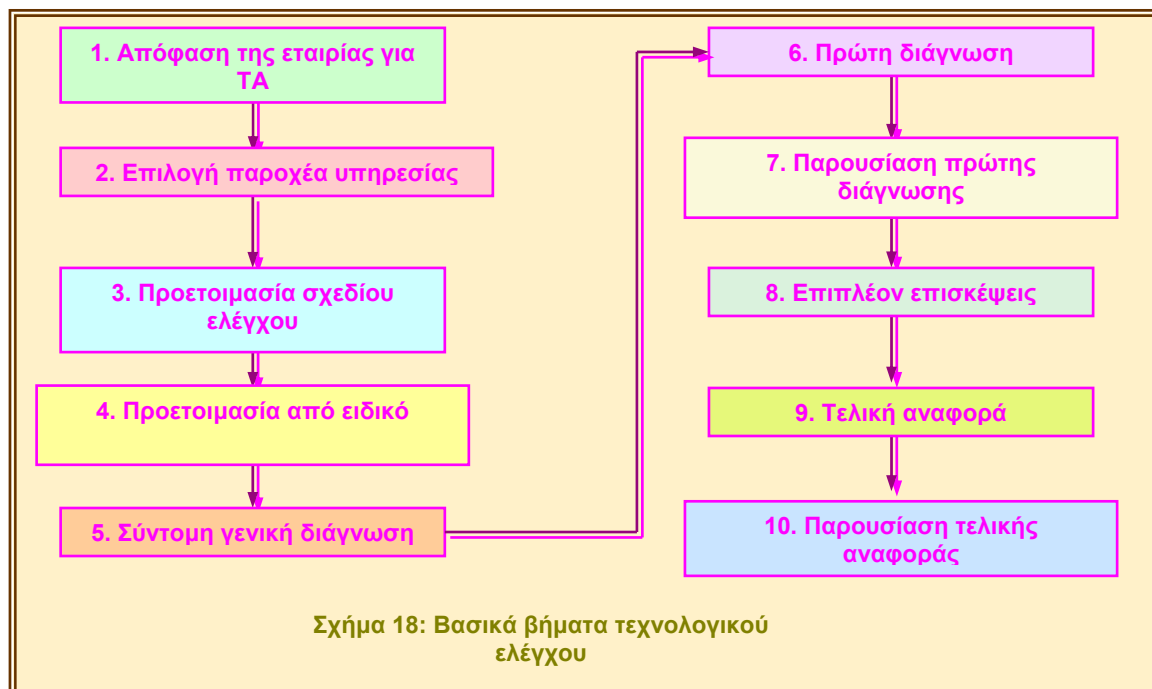 1. Απόφαση της εταιρίας για
ΤΑ
2. Επιλογή παροχέα υπηρεσίας
3. Προετοιμασία σχεδίου
ελέγχου
4. Προετοιμασία από ειδικό
5. Σύντομη γενική διάγνωση
6. Πρώτη διάγνωση
7. Παρουσίαση πρώτης
διάγνωσης
8. Επιπλέον επισκέψεις
9. Τελική αναφορά
10. Παρουσίαση τελικής
αναφοράς
Σχήμα 18: Βασικά βήματα τεχνολογικού
ελέγχου